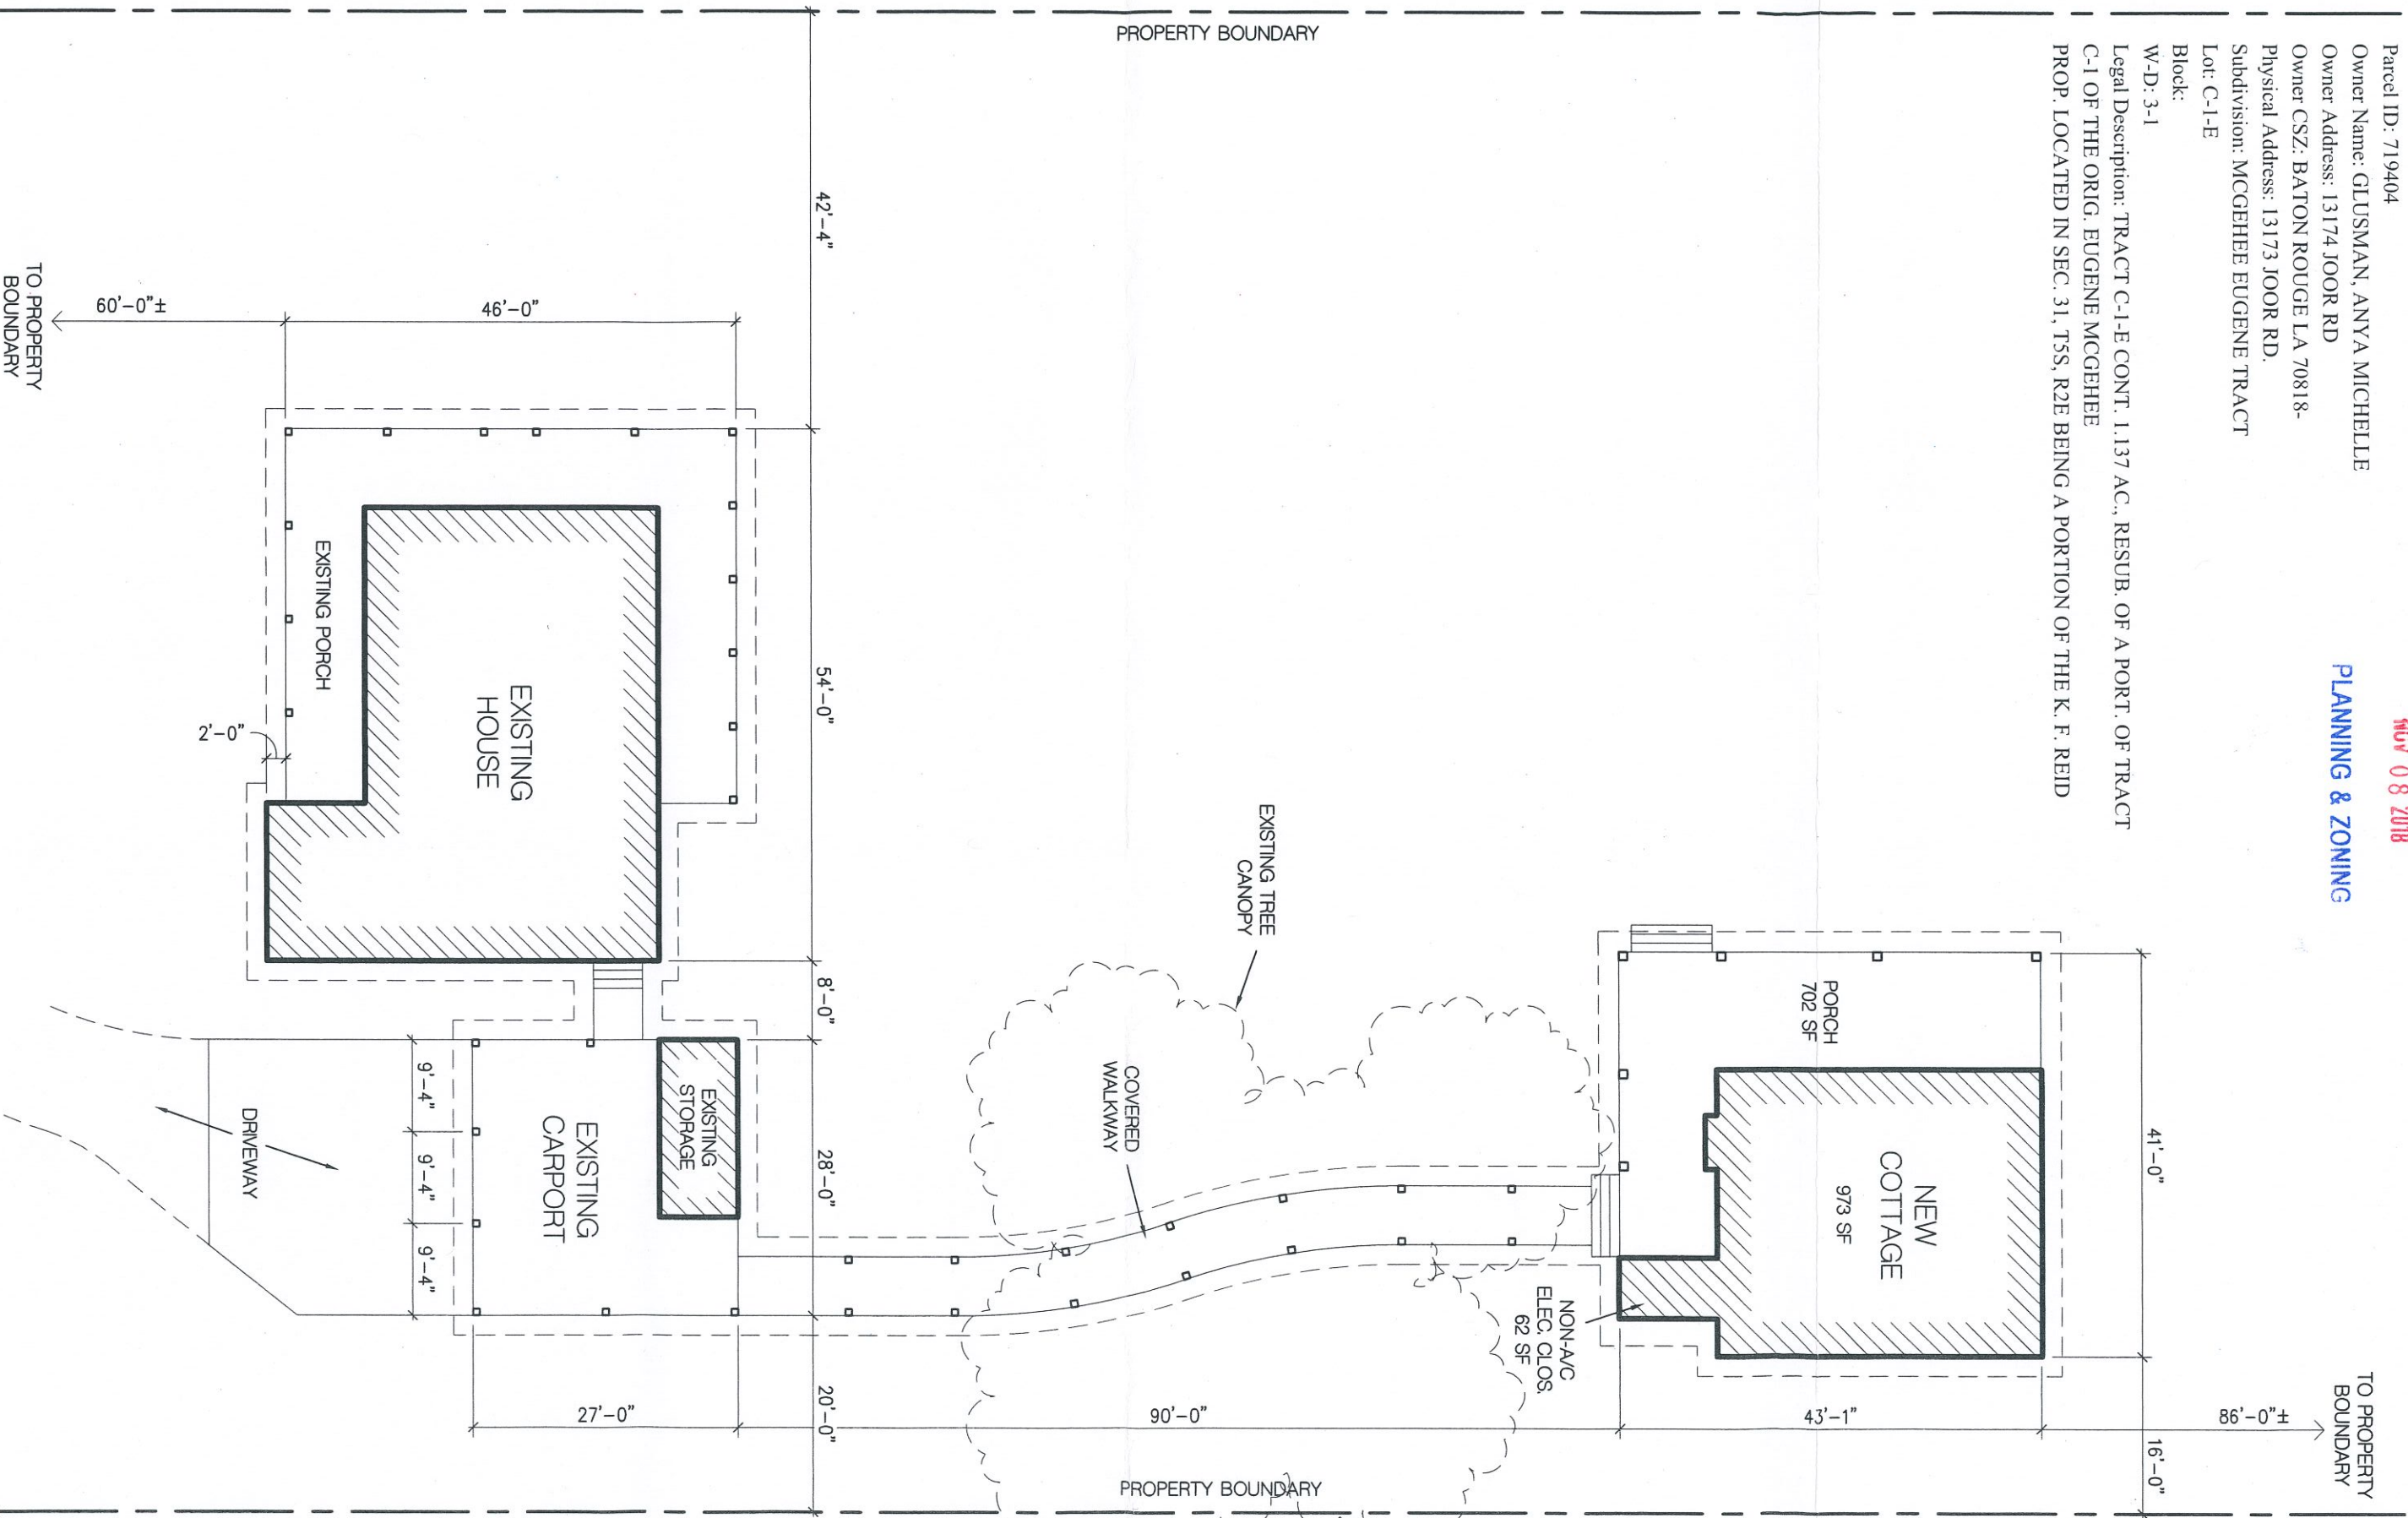 Parcel ID: 719404
Owner Name: GLUSMAN, ANYA MICHELLE
Owner Address: 13174 JOOR RD
Owner CSZ: BATON ROUGE LA 70818-
Physical Address: 13173 JOOR RD.
Subdivision: MCGEHEE EUGENE TRACT
Lot: C-1-E
Block:
W-D: 3-1
Legal Description: TRACT C-1-E CONT. 1.137 AC., RESUB. OF A PORT. OF TRACT
C-1 OF THE ORIG. EUGENE MCGEHEE
PROP. LOCATED IN SEC. 31, T5S, R2E BEING A PORTION OF THE K. F. REID
NOV 08 2018
PLANNING & ZONING
TO PROPERTY
BOUNDARY
86'-0"±
41'-0"
16'-0"
NEW
COTTAGE
973 SF
PORCH
702 SF
43'-1"
NON-A/C
ELEC. CLOS.
62 SF
EXISTING TREE
CANOPY
COVERED
WALKWAY
90'-0"
PROPERTY BOUNDARY
PROPERTY BOUNDARY
42'-4"
54'-0"
8'-0"
28'-0"
20'-0"
EXISTING
STORAGE
27'-0"
EXISTING
CARPORT
EXISTING
HOUSE
46'-0"
9'-4"
9'-4"
9'-4"
EXISTING PORCH
2'-0"
DRIVEWAY
60'-0"±
TO PROPERTY
BOUNDARY